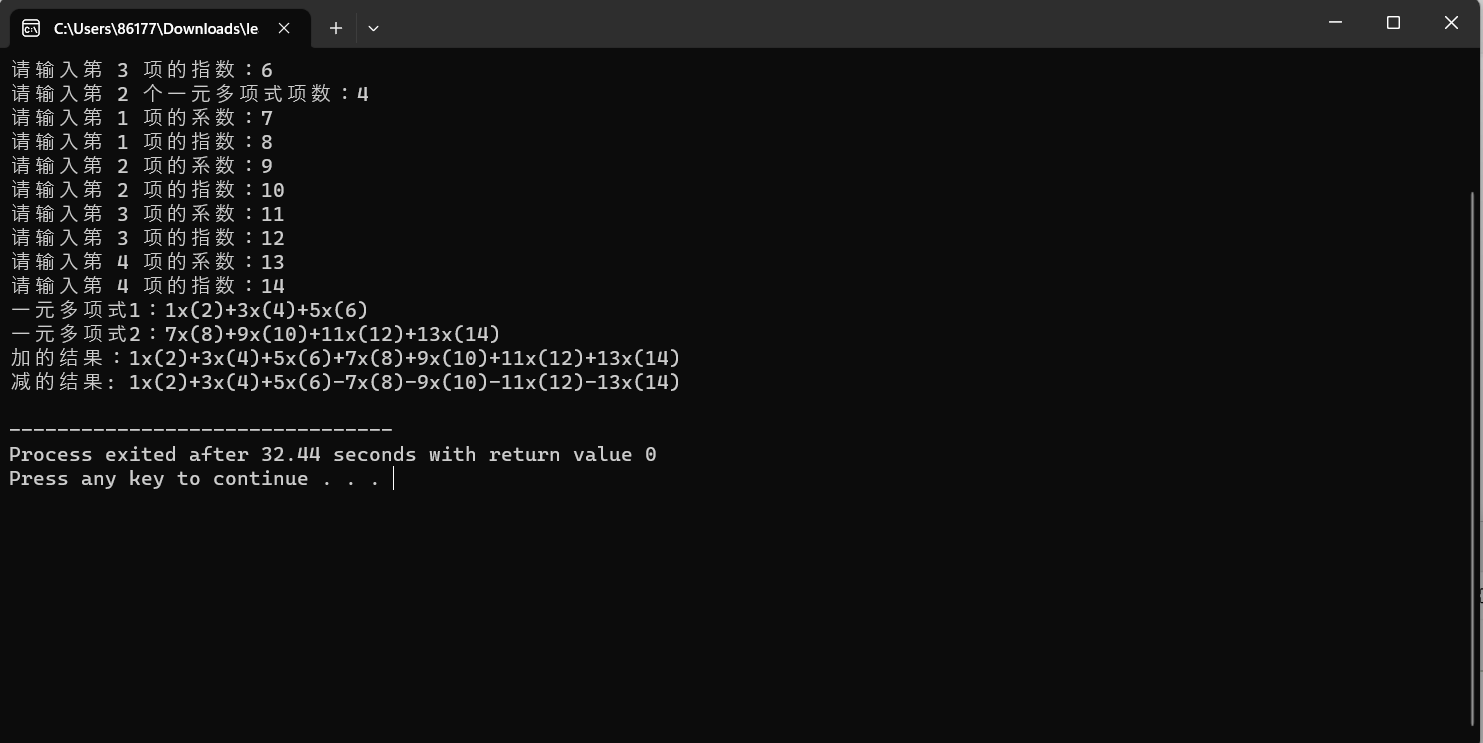 C:\Users\86177\Downloads\le
请输入第 3 项的指数：6
请输入第 2 个一元多项式项数：4
请输入第 1 项的系数：7
请输入第 1 项的指数：8
请输入第 2 项的系数：9
请输入第 2 项的指数：10
请输入第 3 项的系数：11
请输入第 3 项的指数：12
请输入第 4 项的系数：13
请输入第 4 项的指数：14
一元多项式1：1x(2)+3x(4)+5x(6)
一元多项式2：7x(8)+9x(10)+11x(12)+13x(14)
加的结果：1x(2)+3x(4)+5x(6)+7x(8)+9x(10)+11x(12)+13x(14)
减的结果: 1x(2)+3x(4)+5x(6)-7x(8)-9x(10)-11x(12)-13x(14)
--------------------------------
Process exited after 32.44 seconds with return value 0
Press any key to continue . . .